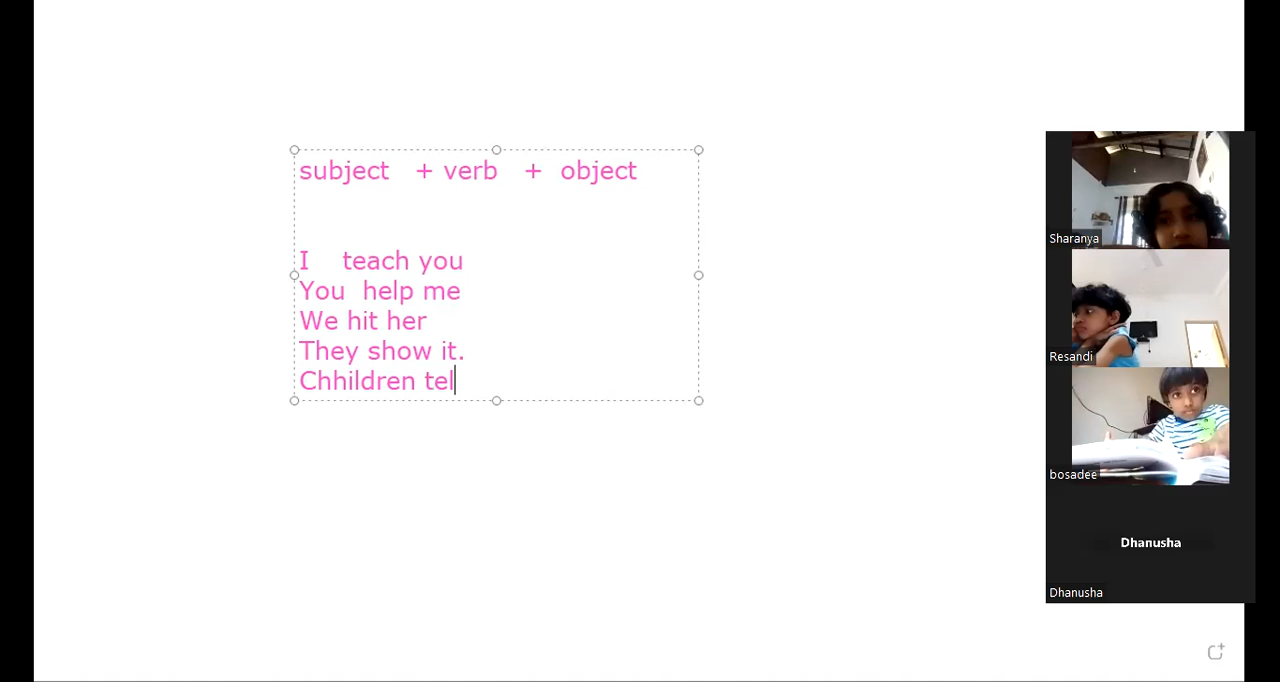 subject + verb + object
I teach you
You help me
We hit her
They show it.
Chhildren tel
Sharanya
Resandi
bosadee
Dhanusha
Dhanusha